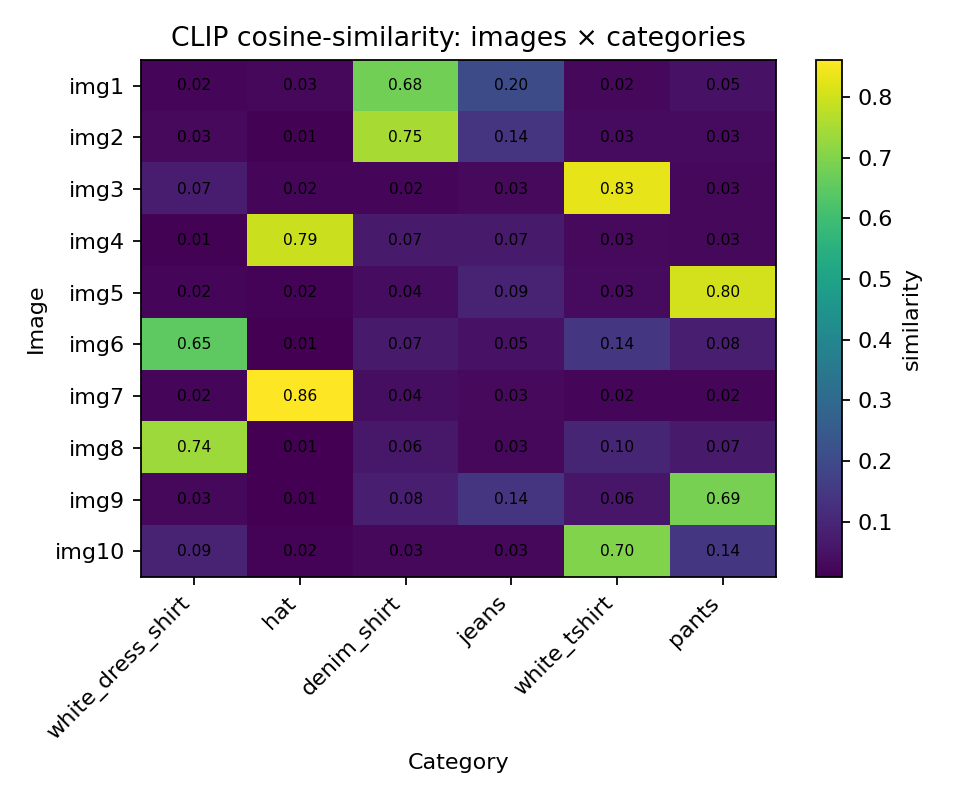 CLIP cosine-similarity: images × categories
img1 0.02 0.03 0.68 0.20 0.02 0.05
img2 0.03 0.01 0.75 0.14 0.03 0.03
img3 0.07 0.02 0.02 0.03 0.83 0.03
img4 0.01 0.79 0.07 0.07 0.03 0.03
img5 0.02 0.02 0.04 0.09 0.03 0.80
img6 0.65 0.01 0.07 0.05 0.14 0.08
img7 0.02 0.86 0.04 0.03 0.02 0.02
img8 0.74 0.01 0.06 0.03 0.10 0.07
img9 0.03 0.01 0.08 0.14 0.06 0.69
img10 0.09 0.02 0.03 0.03 0.70 0.14
Image
white_dress_shirt hat denim_shirt jeans white_tshirt pants
Category
0.8
0.7
0.6
0.5
0.4
0.3
0.2
0.1
similarity